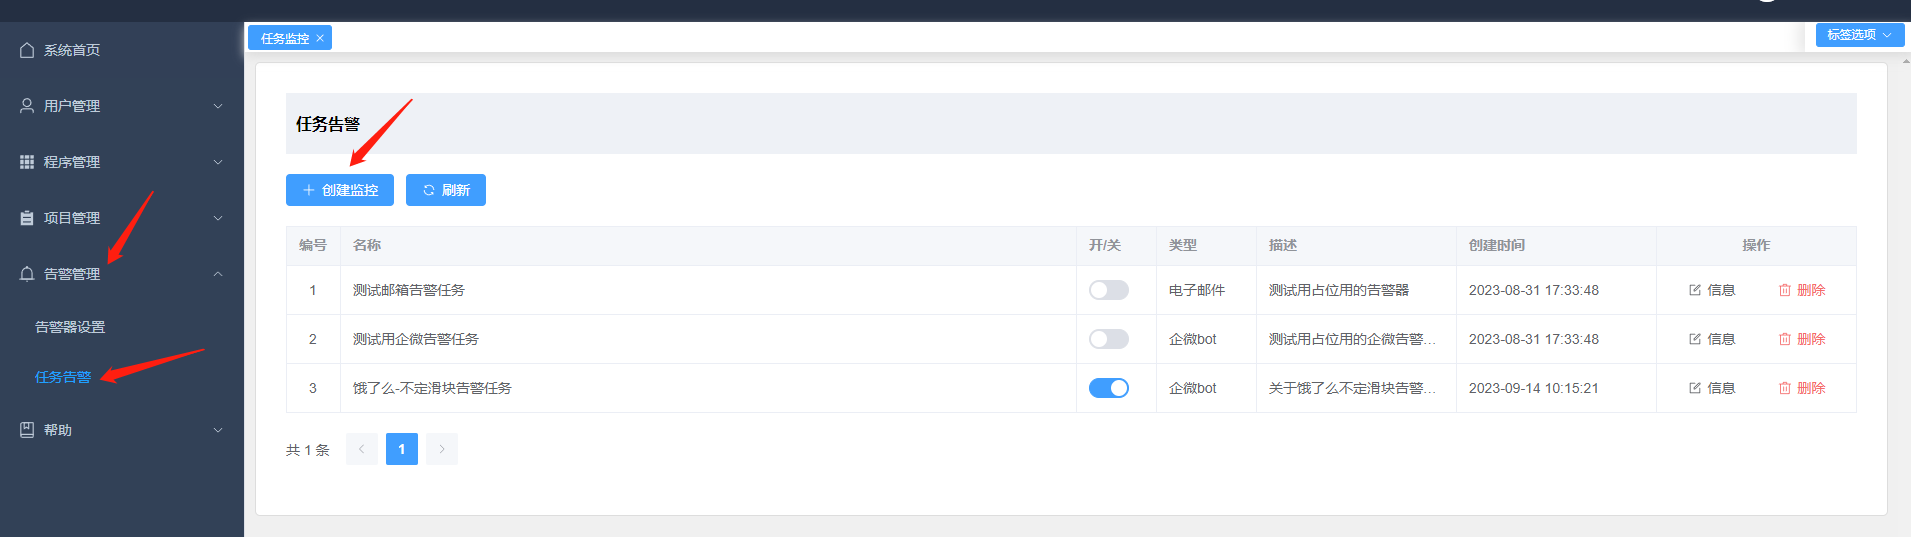 任务监控
标签选项
系统首页
用户管理
程序管理
项目管理
告警管理
告警器设置
任务告警
帮助
任务告警
创建监控 刷新
编号 名称 开/关 类型 描述 创建时间 操作
1 测试邮箱告警任务 电子邮件 测试用占位用的告警器 2023-08-31 17:33:48 信息 删除
2 测试用企微告警任务 企微bot 测试用占位用的企微告警... 2023-08-31 17:33:48 信息 删除
3 饿了么-不定滑块告警任务 企微bot 关于饿了么不定滑块告警... 2023-09-14 10:15:21 信息 删除
共 1 条 1